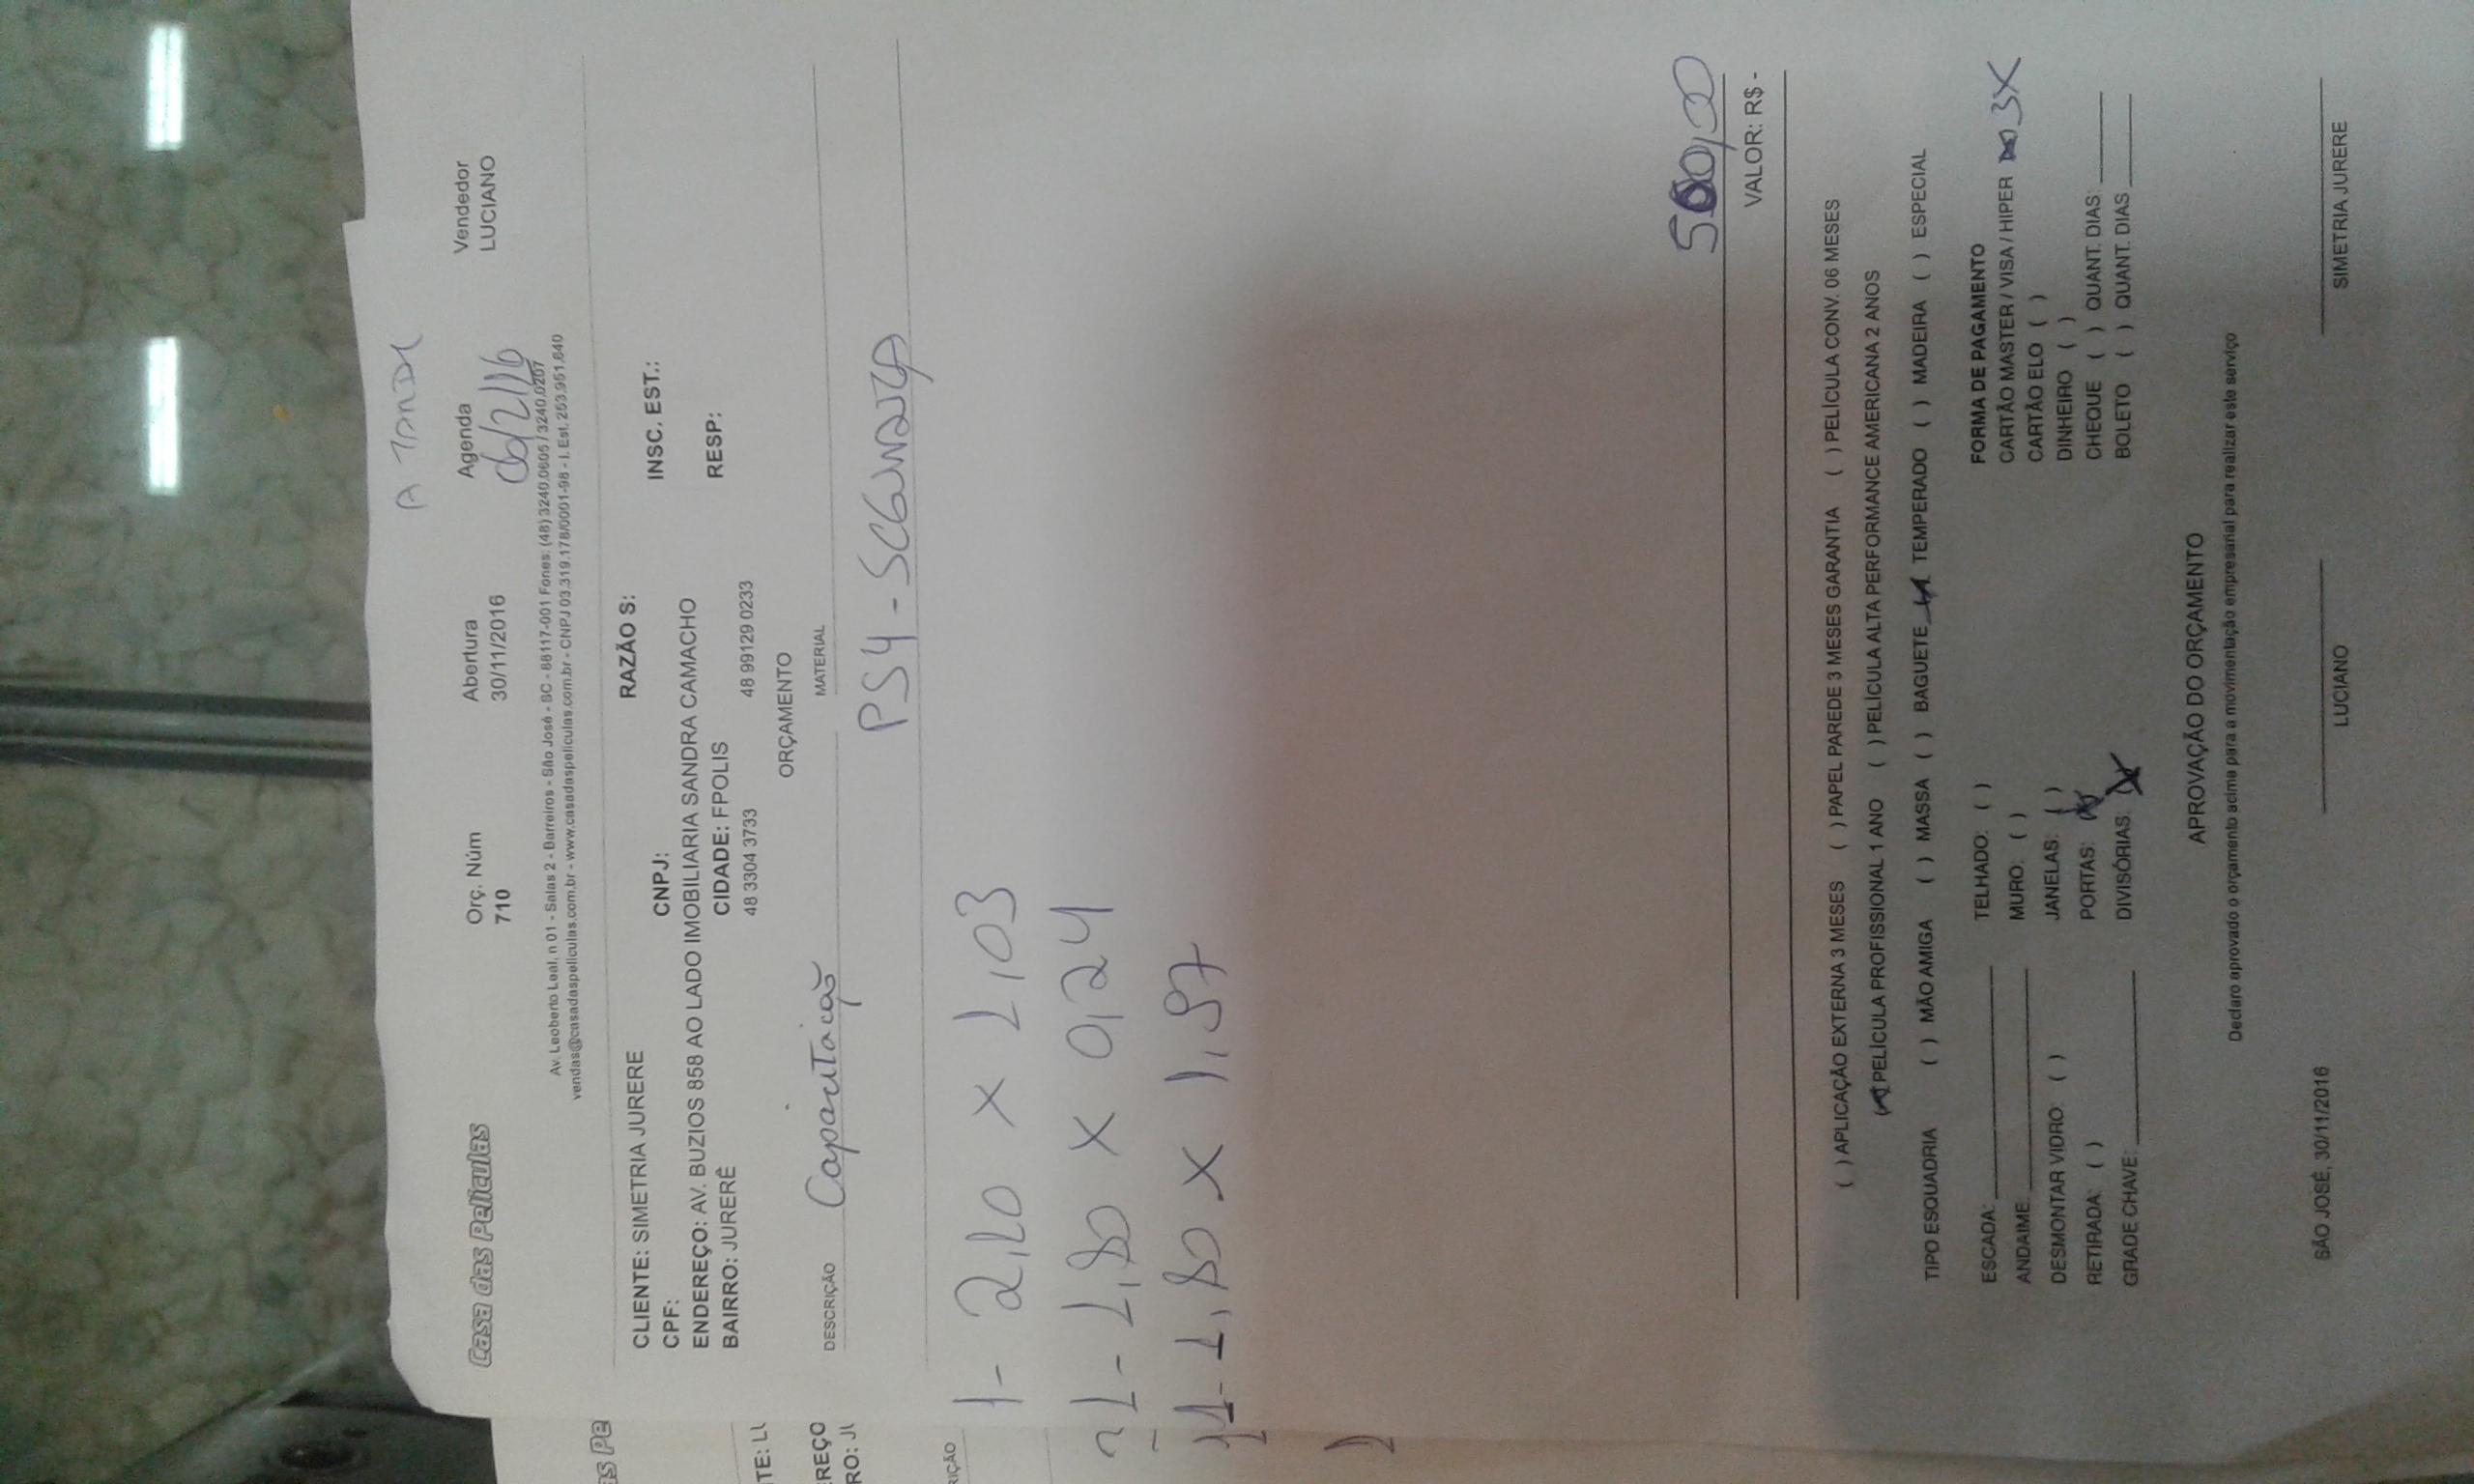 A TARDE
Casa das Películas
Orç. Núm Abertura Agenda Vendedor
710 30/11/2016 06/12/16 LUCIANO
Av. Leoberto Leal, n 01 - Salas 2 - Barreiros - São José - SC - 88117-001 Fones: (48) 3240.0605 / 3240.0207
vendas@casadaspeliculas.com.br - www.casadaspeliculas.com.br - CNPJ 03.319.178/0001-98 - I. Est. 253.951.640
CLIENTE: SIMETRIA JURERE RAZÃO S:
CPF: CNPJ: INSC. EST.:
ENDEREÇO: AV. BUZIOS 858 AO LADO IMOBILIARIA SANDRA CAMACHO
BAIRRO: JURERÊ CIDADE: FPOLIS RESP:
48 3304 3733 48 99129 0233
ORÇAMENTO
DESCRIÇÃO Capacitação MATERIAL
PS4 -
1 - 2,10 x 1,03
1 - 1,80 x 0,24
1 - 1,80 x 1,97
500,00
VALOR: R$ -
( ) APLICAÇÃO EXTERNA 3 MESES ( ) PAPEL PAREDE 3 MESES GARANTIA ( ) PELÍCULA CONV. 06 MESES
(X) PELÍCULA PROFISSIONAL 1 ANO ( ) PELÍCULA ALTA PERFORMANCE AMERICANA 2 ANOS
TIPO ESQUADRIA ( ) MÃO AMIGA ( ) MASSA ( ) BAGUETE (X) TEMPERADO ( ) MADEIRA ( ) ESPECIAL
ESCADA: TELHADO: ( ) FORMA DE PAGAMENTO
ANDAIME MURO: ( ) CARTÃO MASTER / VISA / HIPER (X) 3X
DESMONTAR VIDRO: ( ) JANELAS: ( ) CARTÃO ELO ( )
RETIRADA: ( ) PORTAS: (X) DINHEIRO ( )
GRADE CHAVE: DIVISÓRIAS: (X) CHEQUE ( ) QUANT. DIAS:
BOLETO ( ) QUANT. DIAS
APROVAÇÃO DO ORÇAMENTO
Declaro aprovado o orçamento acima para a movimentação empresarial para realizar este serviço
SÃO JOSÉ, 30/11/2016 LUCIANO SIMETRIA JURERE